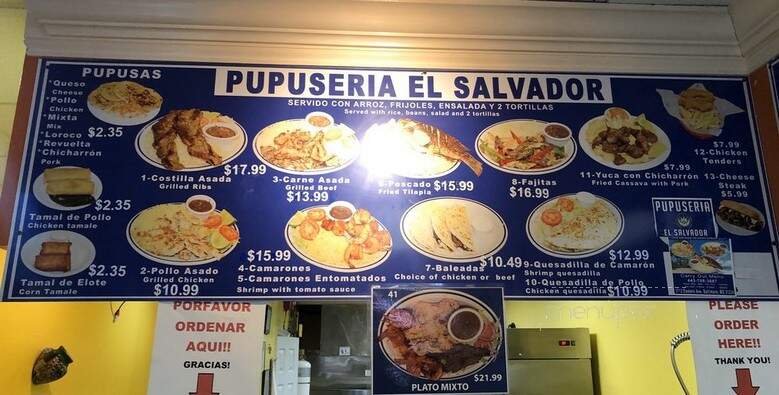 PUPUSAS
*Queso
Cheese
*Pollo
Chicken
*Mixta
Mix
*Loroco
*Revuelta
*Chicharrón
Pork
$2.35
Tamal de Pollo
Chicken tamale
$2.35
Tamal de Elote
Corn Tamale
$2.35
PUPUSERIA EL SALVADOR
SERVIDO CON ARROZ, FRIJOLES, ENSALADA Y 2 TORTILLAS
Served with rice, beans, salad and 2 tortillas
1-Costilla Asada
Grilled Ribs
$17.99
3-Carne Asada
Grilled Beef
$13.99
Pescado
Fried Tilapia
$15.99
8-Fajitas
$16.99
11-Yuca con Chicharrón
Fried Cassava with Pork
$7.99
$7.99
12-Chicken
Tenders
13-Cheese
Steak
$5.99
2-Pollo Asado
Grilled Chicken
$10.99
$15.99
4-Camarones
5-Camarones Entomatados
Shrimp with tomato sauce
7-Baleadas
Choice of chicken or beef
$10.49
9-Quesadilla de Camarón
Shrimp quesadilla
$12.99
10-Quesadilla de Pollo
Chicken quesadilla
$10.99
PUPUSERIA
EL SALVADOR
Carry Out Menu
PORFAVOR
ORDENAR
AQUI!!
GRACIAS!
41
$21.99
PLATO MIXTO
PLEASE
ORDER
HERE!!
THANK YOU!